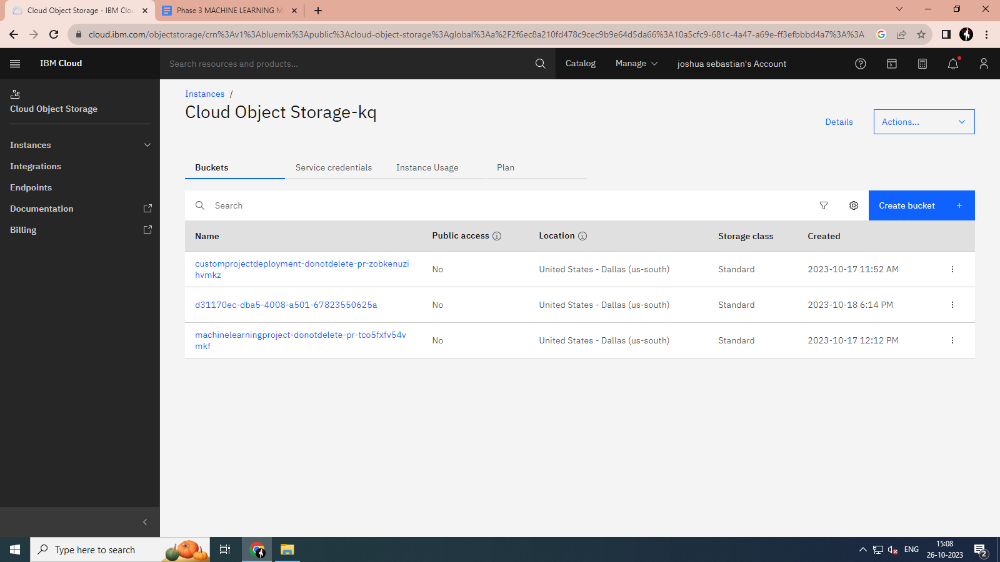 Cloud Object Storage - IBM Clou
Phase 3 MACHINE LEARNING M
cloud.ibm.com/objectstorage/crn%3Av1%3Abluemix%3Apublic%3Acloud-object-storage%3Aglobal%3Aa%2F2f6ec8a210fd478c9cec9b9e64d5da66%3A10a5cfc9-681c-4a47-a69e-ff3efbbbd4a7%3A%3A
IBM Cloud
Search resources and products...
Catalog
Manage
joshua sebastian's Account
Cloud Object Storage
Instances
Integrations
Endpoints
Documentation
Billing
Instances /
Cloud Object Storage-kq
Details
Actions...
Buckets
Service credentials
Instance Usage
Plan
Search
Create bucket +
Name
Public access
Location
Storage class
Created
customprojectdeployment-donotdelete-pr-zobkenuzi
hvmkz
No
United States - Dallas (us-south)
Standard
2023-10-17 11:52 AM
d31170ec-dba5-4008-a501-67823550625a
No
United States - Dallas (us-south)
Standard
2023-10-18 6:14 PM
machinelearningproject-donotdelete-pr-tco5fxfv54v
mkf
No
United States - Dallas (us-south)
Standard
2023-10-17 12:12 PM
Type here to search
ENG
15:08
26-10-2023
2